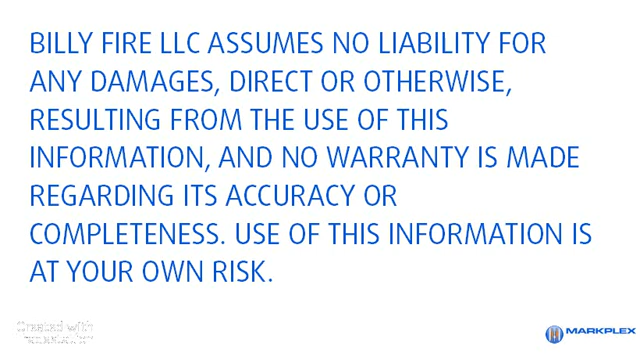 BILLY FIRE LLC ASSUMES NO LIABILITY FOR
ANY DAMAGES, DIRECT OR OTHERWISE,
RESULTING FROM THE USE OF THIS
INFORMATION, AND NO WARRANTY IS MADE
REGARDING ITS ACCURACY OR
COMPLETENESS. USE OF THIS INFORMATION IS
AT YOUR OWN RISK.
Created with
MARKPLEX